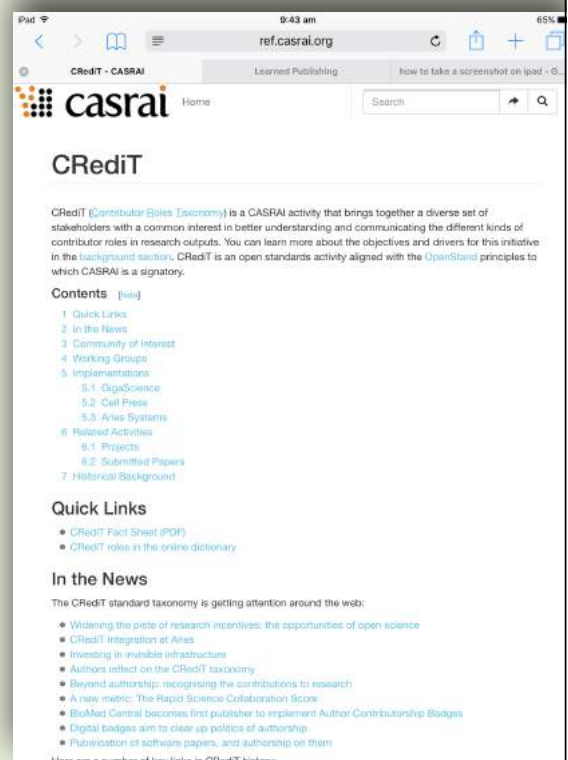 iPad
9:43 am
65%
ref.casrai.org
CRediT - CASRAI
Learned Publishing
how to take a screenshot on ipad - G...
casrai
Home
Search
CRediT
CRediT (Contributor Roles Taxonomy) is a CASRAI activity that brings together a diverse set of
stakeholders with a common interest in better understanding and communicating the different kinds of
contributor roles in research outputs. You can learn more about the objectives and drivers for this initiative
in the background section. CRediT is an open standards activity aligned with the OpenStand principles to
which CASRAI is a signatory.
Contents [hide]
1 Quick Links
2 In the News
3 Community of Interest
4 Working Groups
5 Implementations
5.1 GigaScience
5.2 Cell Press
5.3 Aries Systems
6 Related Activities
6.1 Projects
6.2 Submitted Papers
7 Historical Background
Quick Links
CRediT Fact Sheet (PDF)
CRediT roles in the online dictionary
In the News
The CRediT standard taxonomy is getting attention around the web:
Widening the piste of research incentives: the opportunities of open science
CRediT Integration at Aries
Investing in invisible infrastructure
Authors reflect on the CRediT taxonomy
Beyond authorship: recognising the contributions to research
A new metric: The Rapid Science Collaboration Score
BioMed Central becomes first publisher to implement Author Contributorship Badges
Digital badges aim to clear up politics of authorship
Pubwication of software papers, and authorship on them
Here are a number of key links in CRediT history: